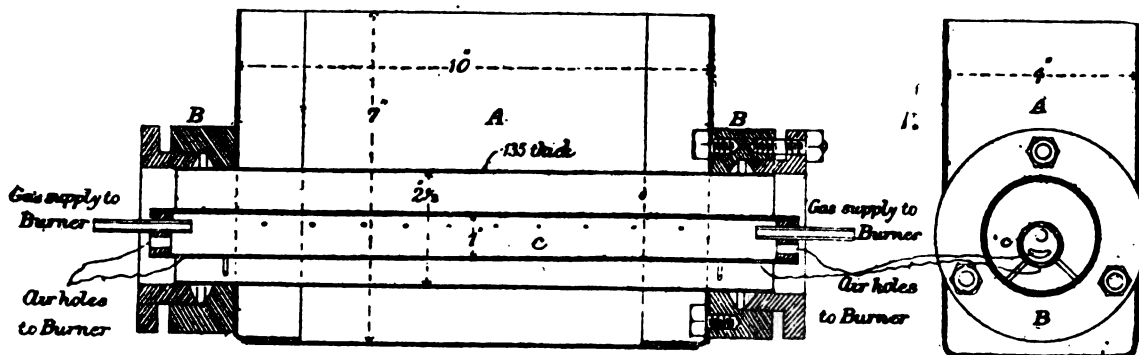 10"
4"
B
7"
A
B
A
.135 thick
Gas supply to
Burner
2⅜"
Gas supply to
Burner
1"
C
Air holes
to Burner
Air holes
to Burner
B